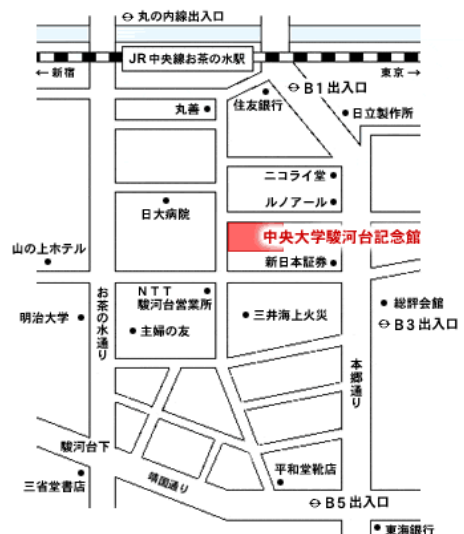 丸の内線出入口
JR中央線お茶の水駅
←新宿
東京→
丸善
住友銀行
B1出入口
日立製作所
ニコライ堂
ルノアール
日大病院
中央大学駿河台記念館
山の上ホテル
新日本証券
お茶の水通り
NTT
駿河台営業所
総評会館
明治大学
主婦の友
三井海上火災
B3出入口
本郷通り
駿河台下
三省堂書店
靖国通り
平和堂靴店
B5出入口
東海銀行